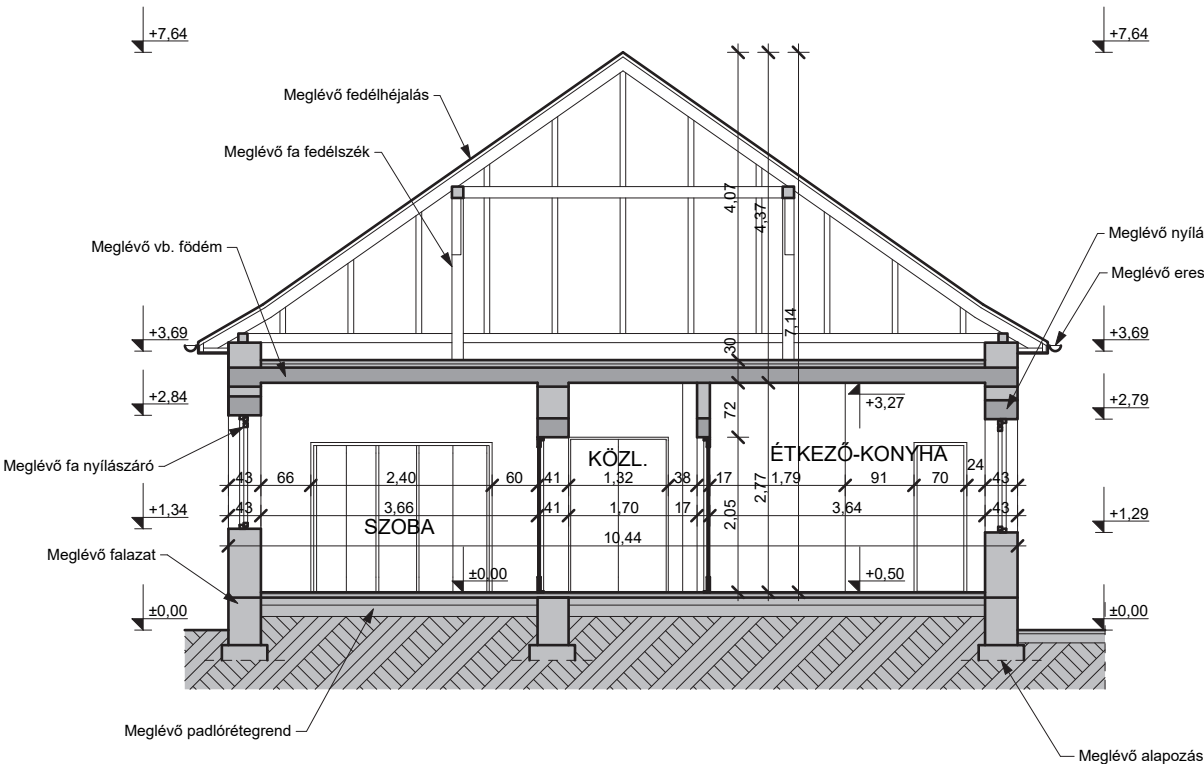 +7,64
+7,64
Meglévő fedélhéjalás
Meglévő fa fedélszék
4,07
4,37
Meglévő vb. födém
Meglévő nyílá
Meglévő eres
7,14
+3,69
+3,69
30
+2,84
+3,27
+2,79
72
Meglévő fa nyílászáró
KÖZL.
ÉTKEZŐ-KONYHA
43 66 2,40 60 41 1,32 38 17 1,79 91 70 24 43
2,77
43 3,66 41 1,70 17 2,05 3,64 43
+1,34
SZOBA
+1,29
10,44
Meglévő falazat
±0,00
+0,50
±0,00
±0,00
Meglévő padlórétegrend
Meglévő alapozás